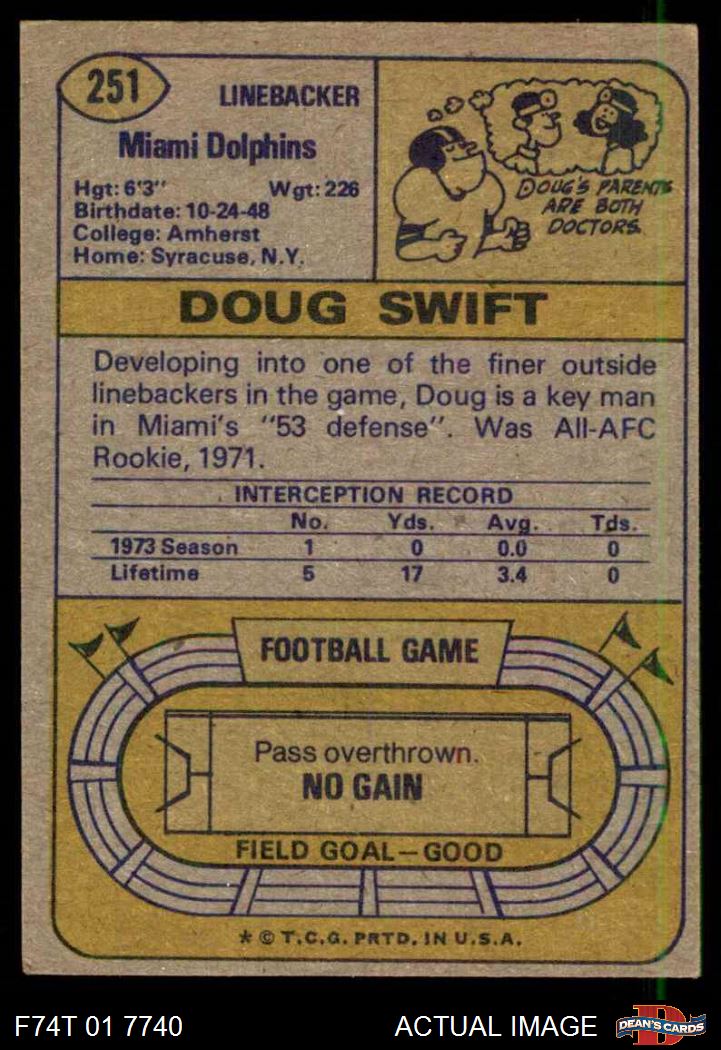 251
LINEBACKER
Miami Dolphins
Hgt: 6'3" Wgt: 226
Birthdate: 10-24-48
College: Amherst
Home: Syracuse, N.Y.
DOUG'S PARENTS
ARE BOTH
DOCTORS.
DOUG SWIFT
Developing into one of the finer outside
linebackers in the game, Doug is a key man
in Miami's "53 defense". Was All-AFC
Rookie, 1971.
INTERCEPTION RECORD
No. Yds. Avg. Tds.
1973 Season 1 0 0.0 0
Lifetime 5 17 3.4 0
FOOTBALL GAME
Pass overthrown.
NO GAIN
FIELD GOAL—GOOD
* © T.C.G. PRTD. IN U.S.A.
F74T 01 7740 ACTUAL IMAGE
D
DEAN'S CARDS